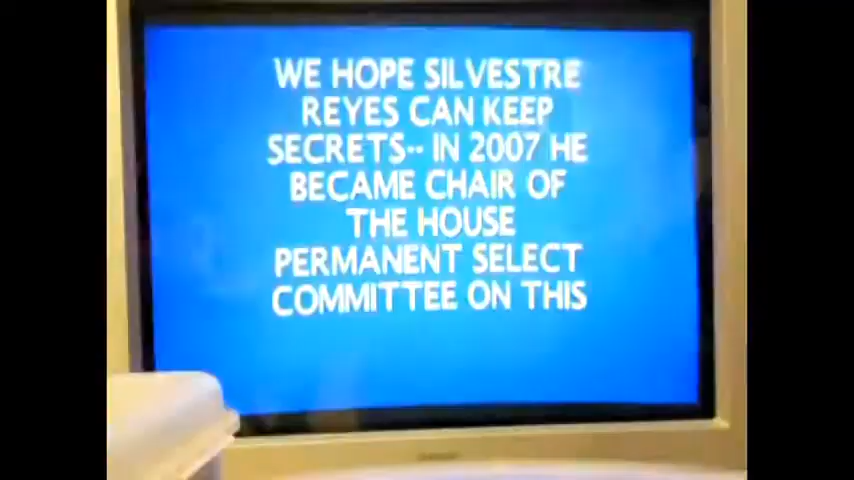 WE HOPE SILVESTRE
REYES CAN KEEP
SECRETS-- IN 2007 HE
BECAME CHAIR OF
THE HOUSE
PERMANENT SELECT
COMMITTEE ON THIS